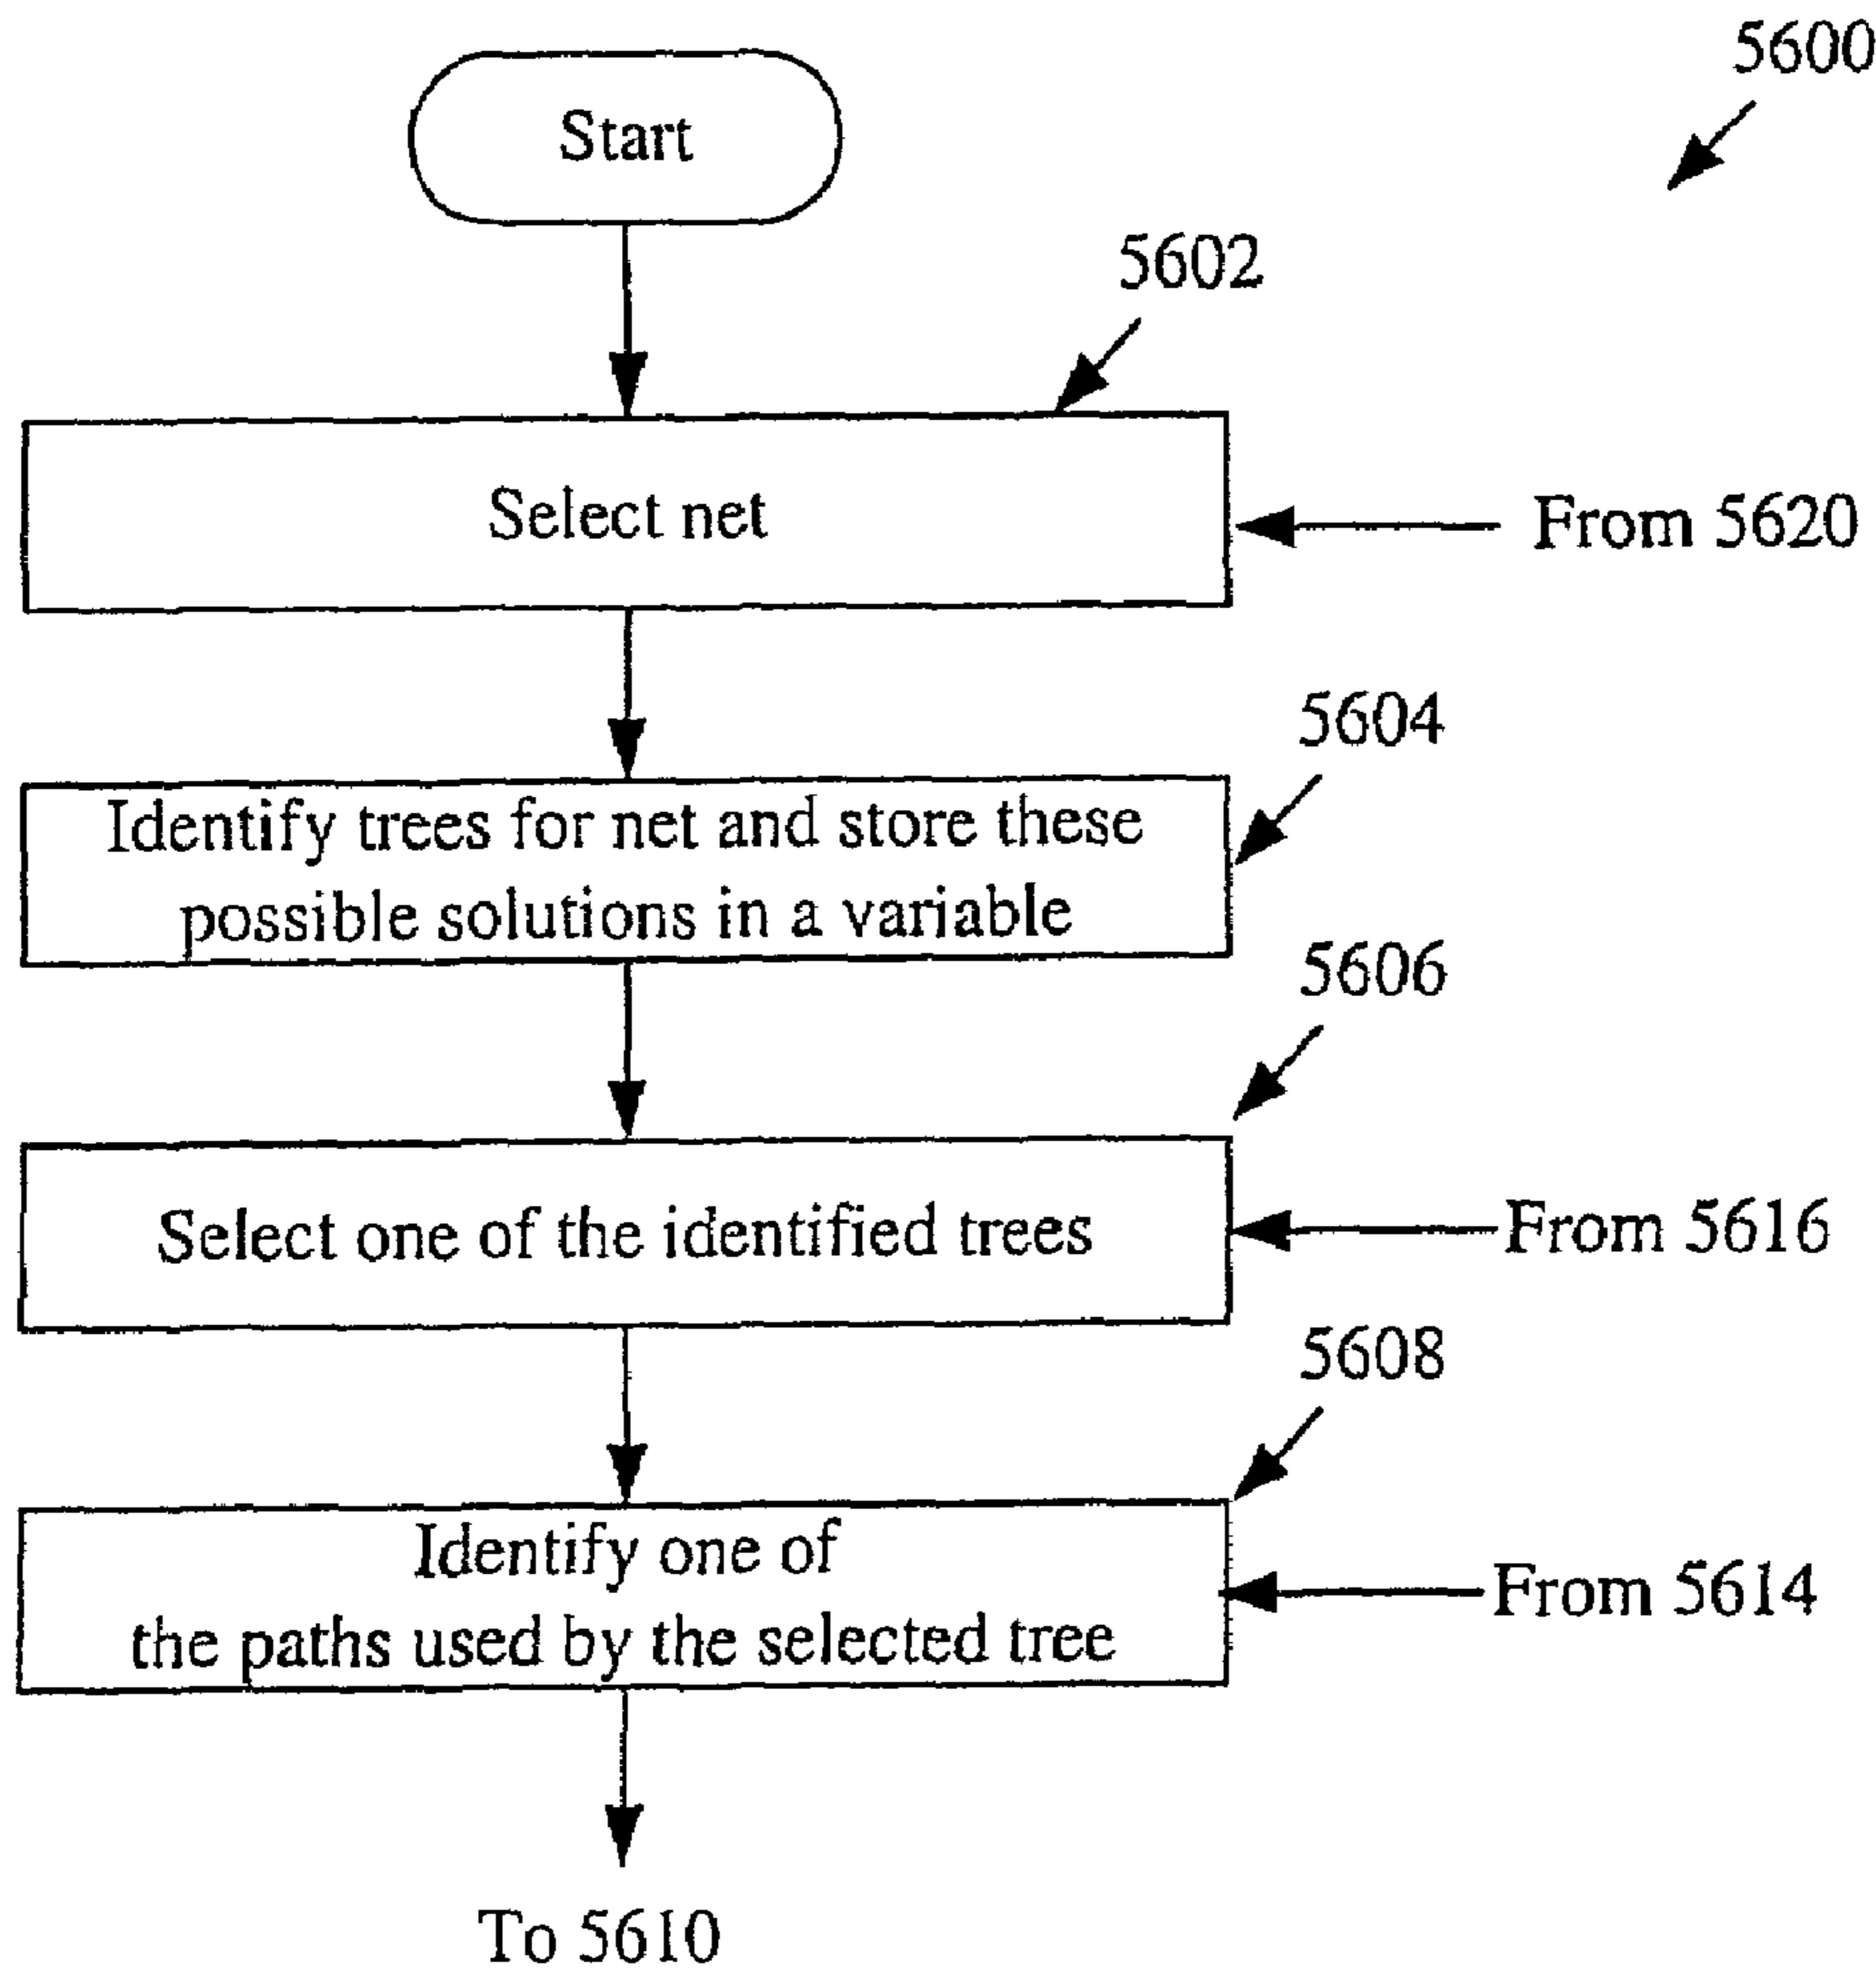 5600
Start
5602
Select net
From 5620
5604
Identify trees for net and store these
possible solutions in a variable
5606
Select one of the identified trees
From 5616
5608
Identify one of
the paths used by the selected tree
From 5614
To 5610